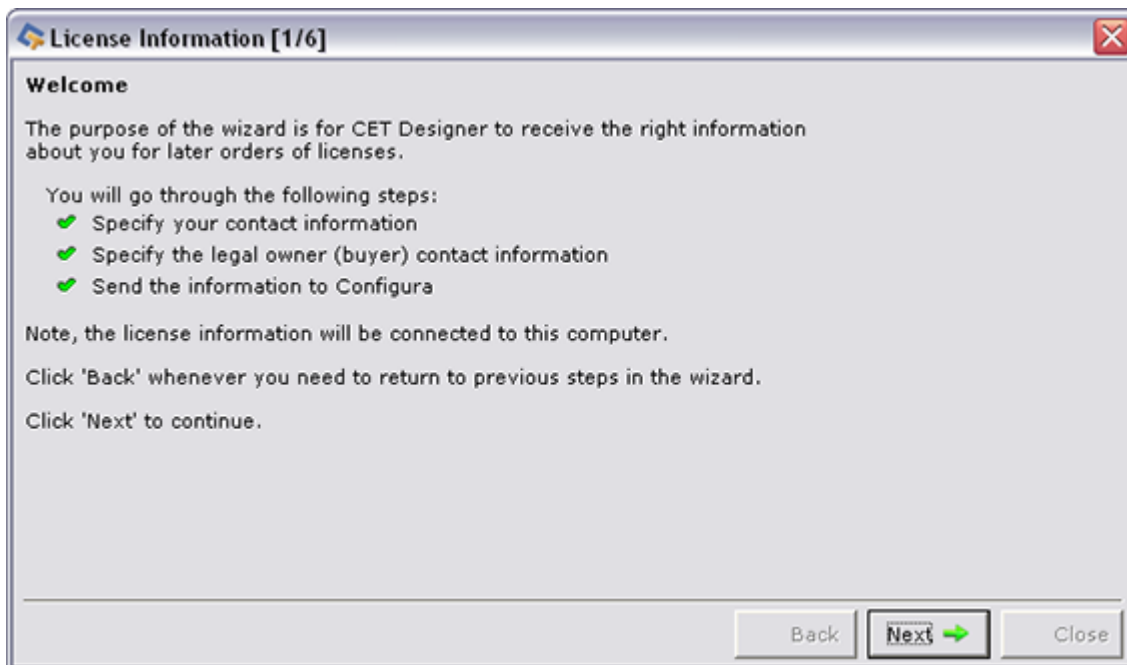 License Information [1/6]
Welcome
The purpose of the wizard is for CET Designer to receive the right information
about you for later orders of licenses.
You will go through the following steps:
Specify your contact information
Specify the legal owner (buyer) contact information
Send the information to Configura
Note, the license information will be connected to this computer.
Click 'Back' whenever you need to return to previous steps in the wizard.
Click 'Next' to continue.
Back Next Close